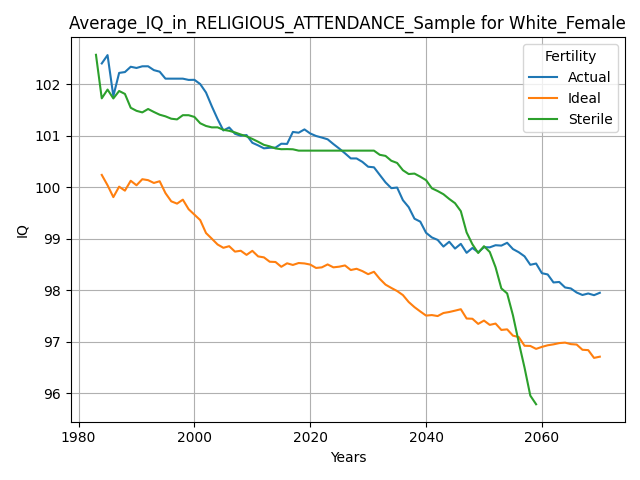 Average_IQ_in_RELIGIOUS_ATTENDANCE_Sample for White_Female
Fertility
Actual
Ideal
Sterile
102
101
100
99
98
97
96
IQ
1980
2000
2020
2040
2060
Years